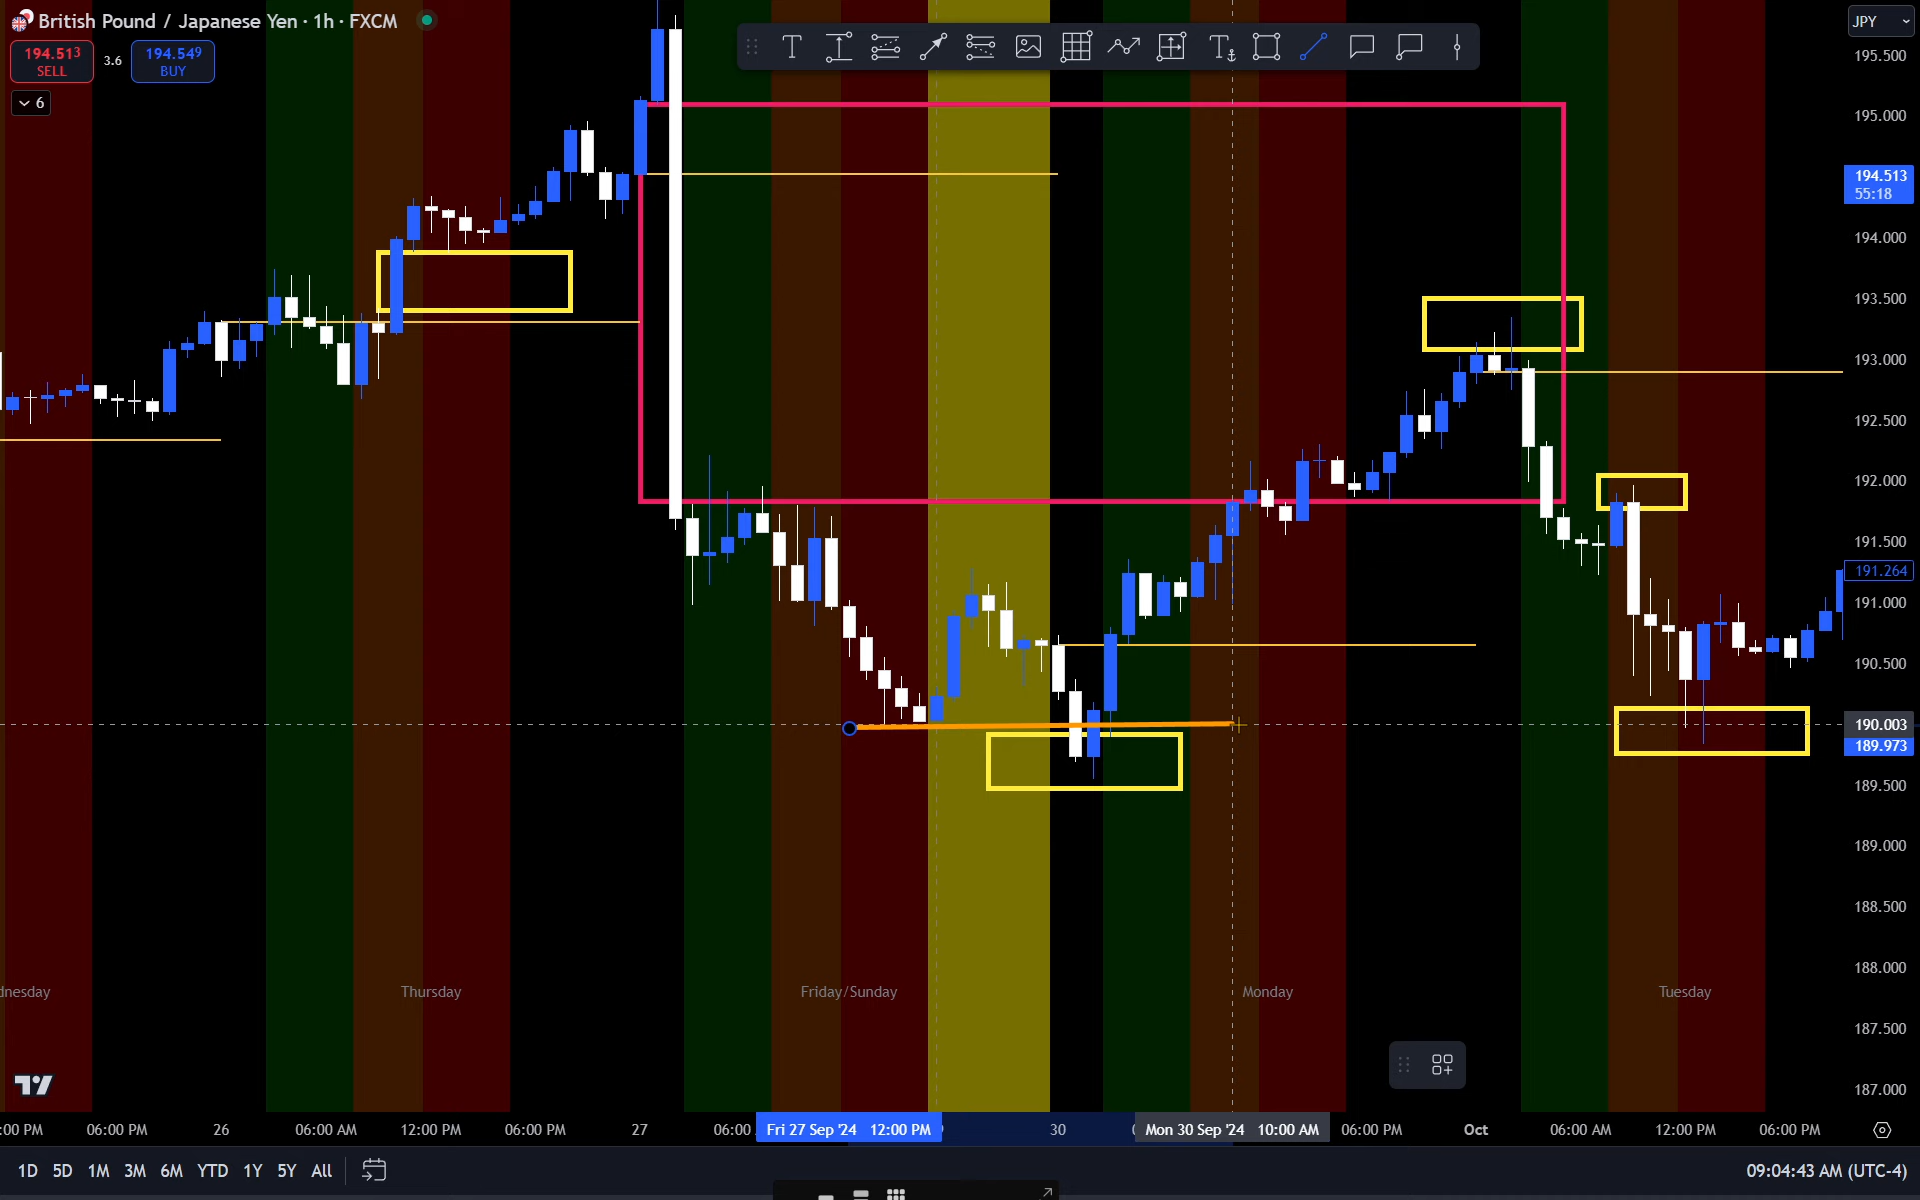 British Pound / Japanese Yen · 1h · FXCM
194.513
SELL
3.6
194.549
BUY
6
JPY
195.500
195.000
194.513
55:18
194.000
193.500
193.000
192.500
192.000
191.500
191.264
191.000
190.500
190.003
189.973
189.500
189.000
188.500
188.000
187.500
187.000
Thursday
Friday/Sunday
Monday
Tuesday
06:00 PM
26
06:00 AM
12:00 PM
06:00 PM
27
06:00
Fri 27 Sep '24 12:00 PM
30
Mon 30 Sep '24 10:00 AM
06:00 PM
Oct
06:00 AM
12:00 PM
06:00 PM
1D 5D 1M 3M 6M YTD 1Y 5Y All
09:04:43 AM (UTC-4)